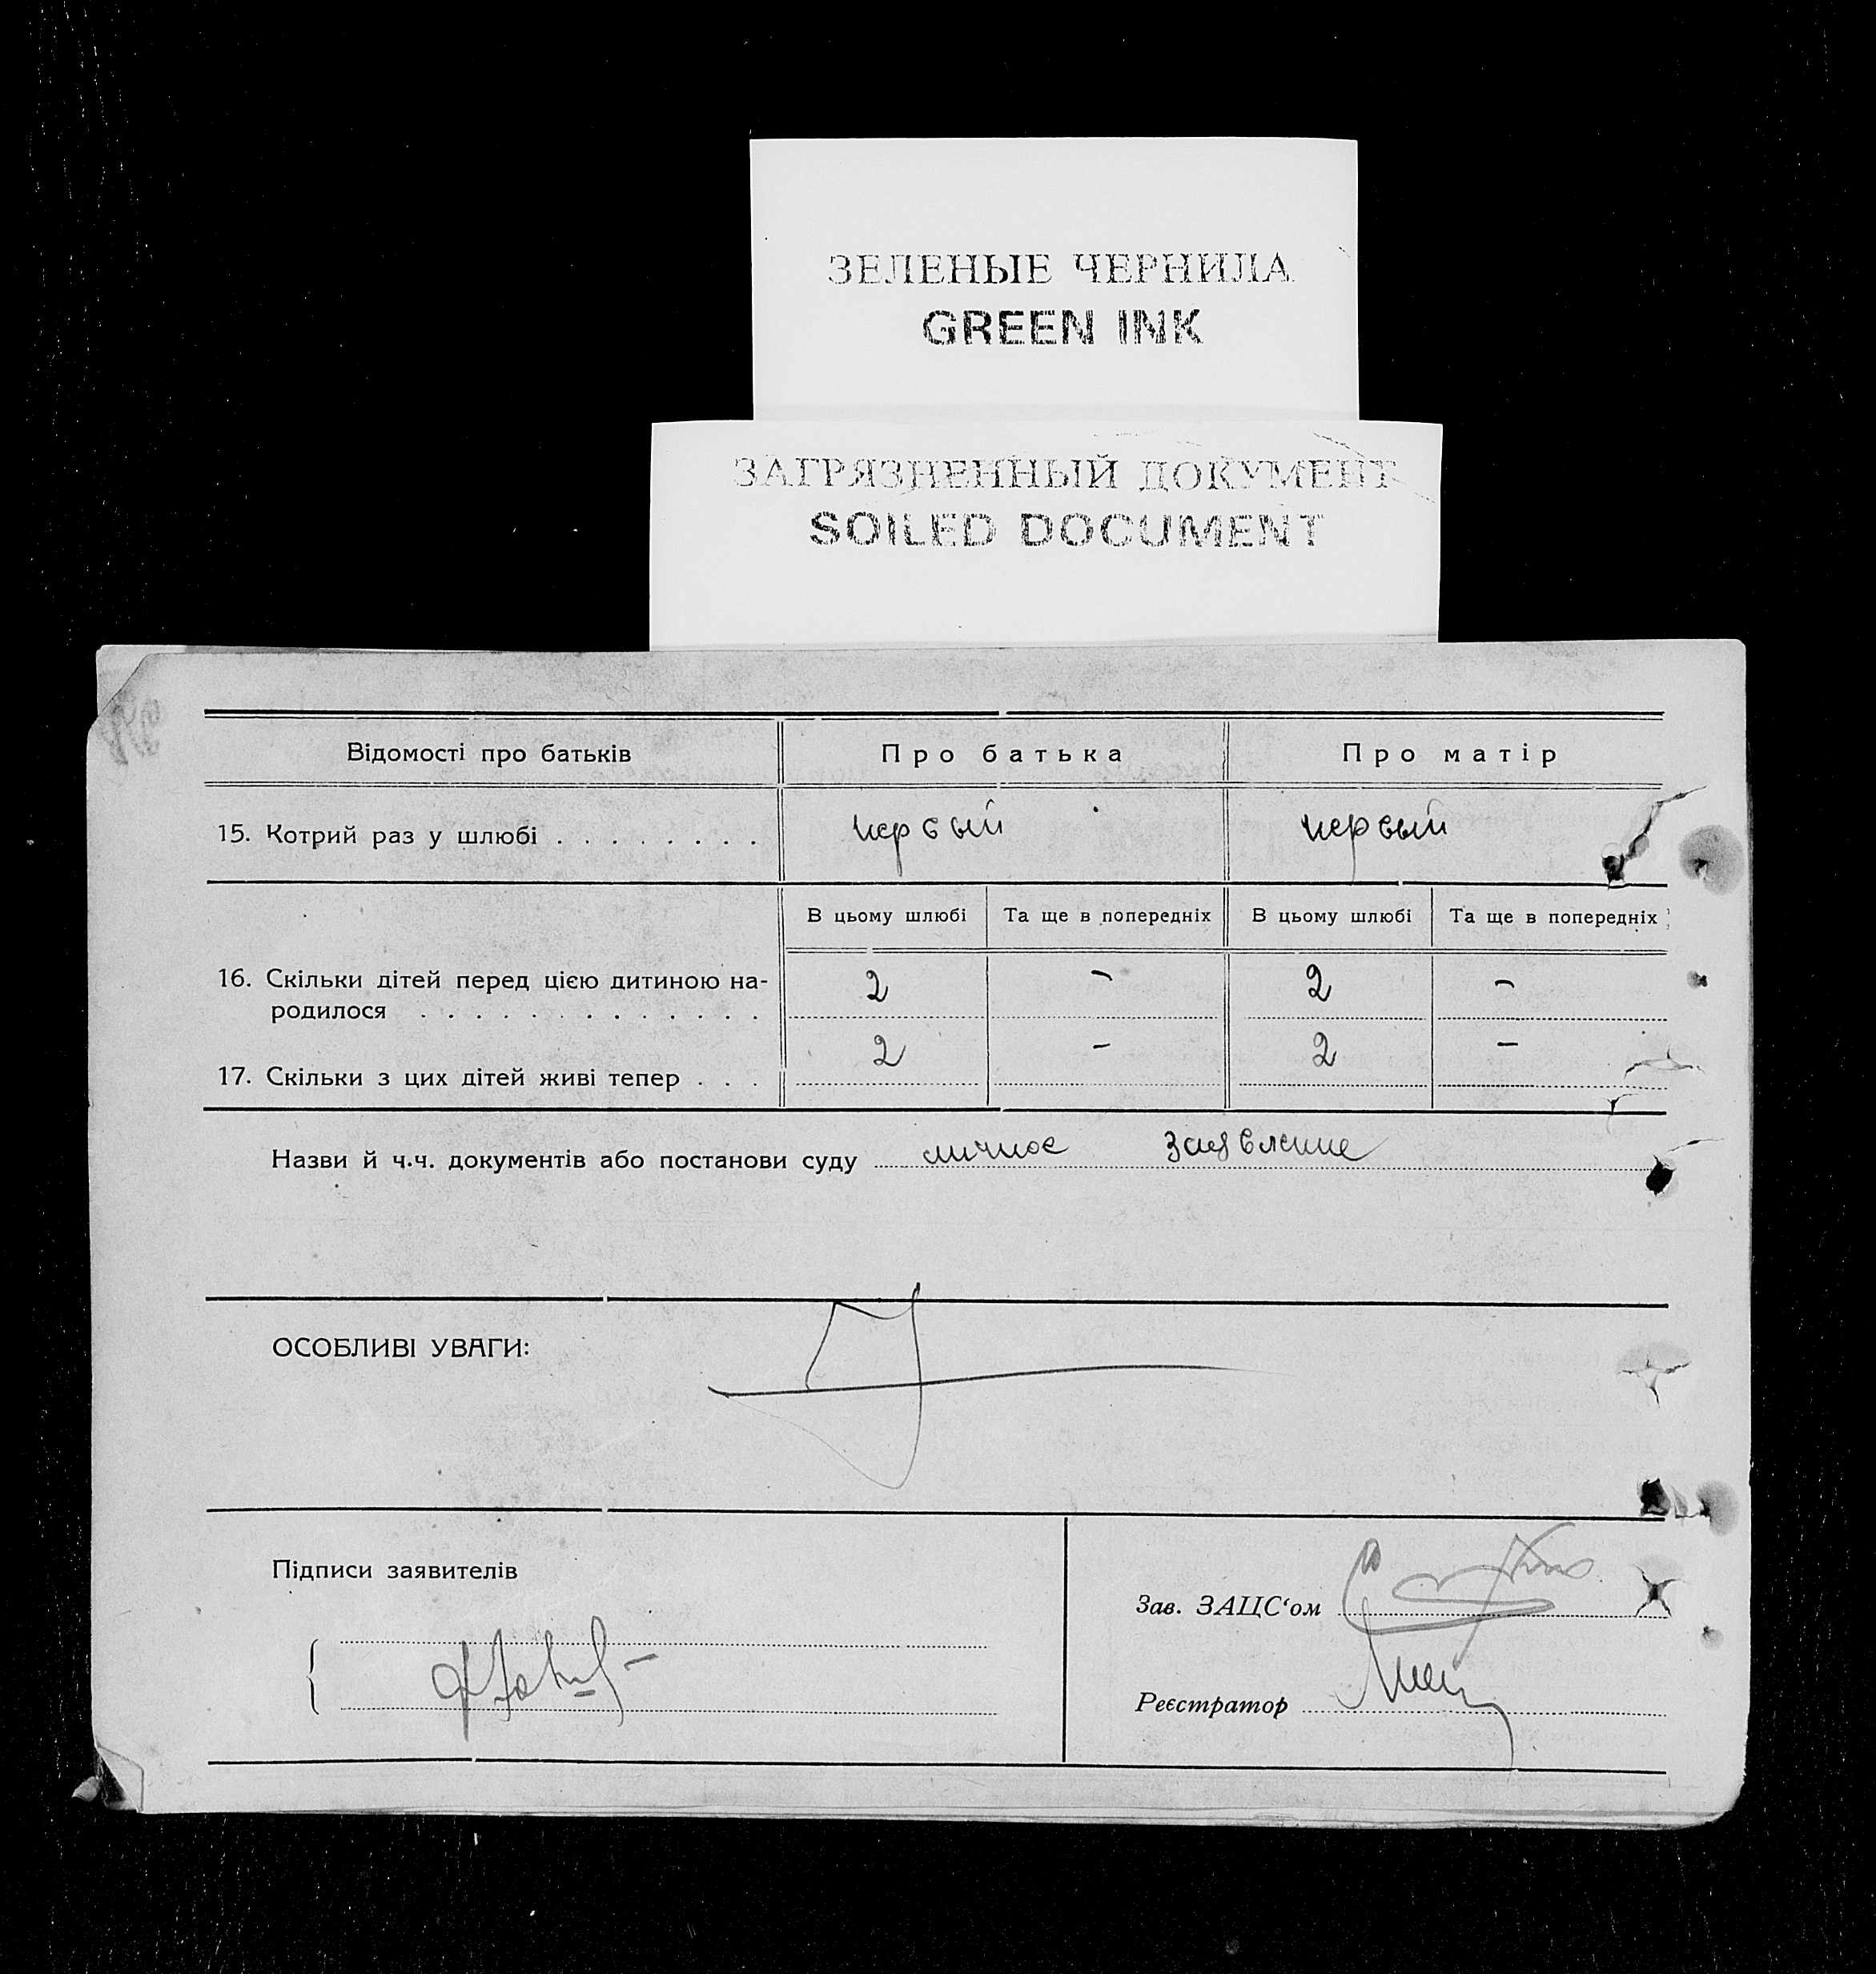 ЗЕЛЕНЫЕ ЧЕРНИЛА
GREEN INK
ЗАГРЯЗНЕННЫЙ ДОКУМЕНТ
SOILED DOCUMENT
Відомості про батьків Про батька Про матір
15. Котрий раз у шлюбі . . . . . . . . первый первый
В цьому шлюбі Та ще в попередніх В цьому шлюбі Та ще в попередніх
16. Скільки дітей перед цією дитиною на-
родилося . . . . . . . . . . . . . 2 – 2 –
17. Скільки з цих дітей живі тепер . . . 2 – 2 –
Назви й ч.ч. документів або постанови суду личное заявление
ОСОБЛИВІ УВАГИ:
Підписи заявителів
Зав. ЗАЦС‘ом
Реєстратор